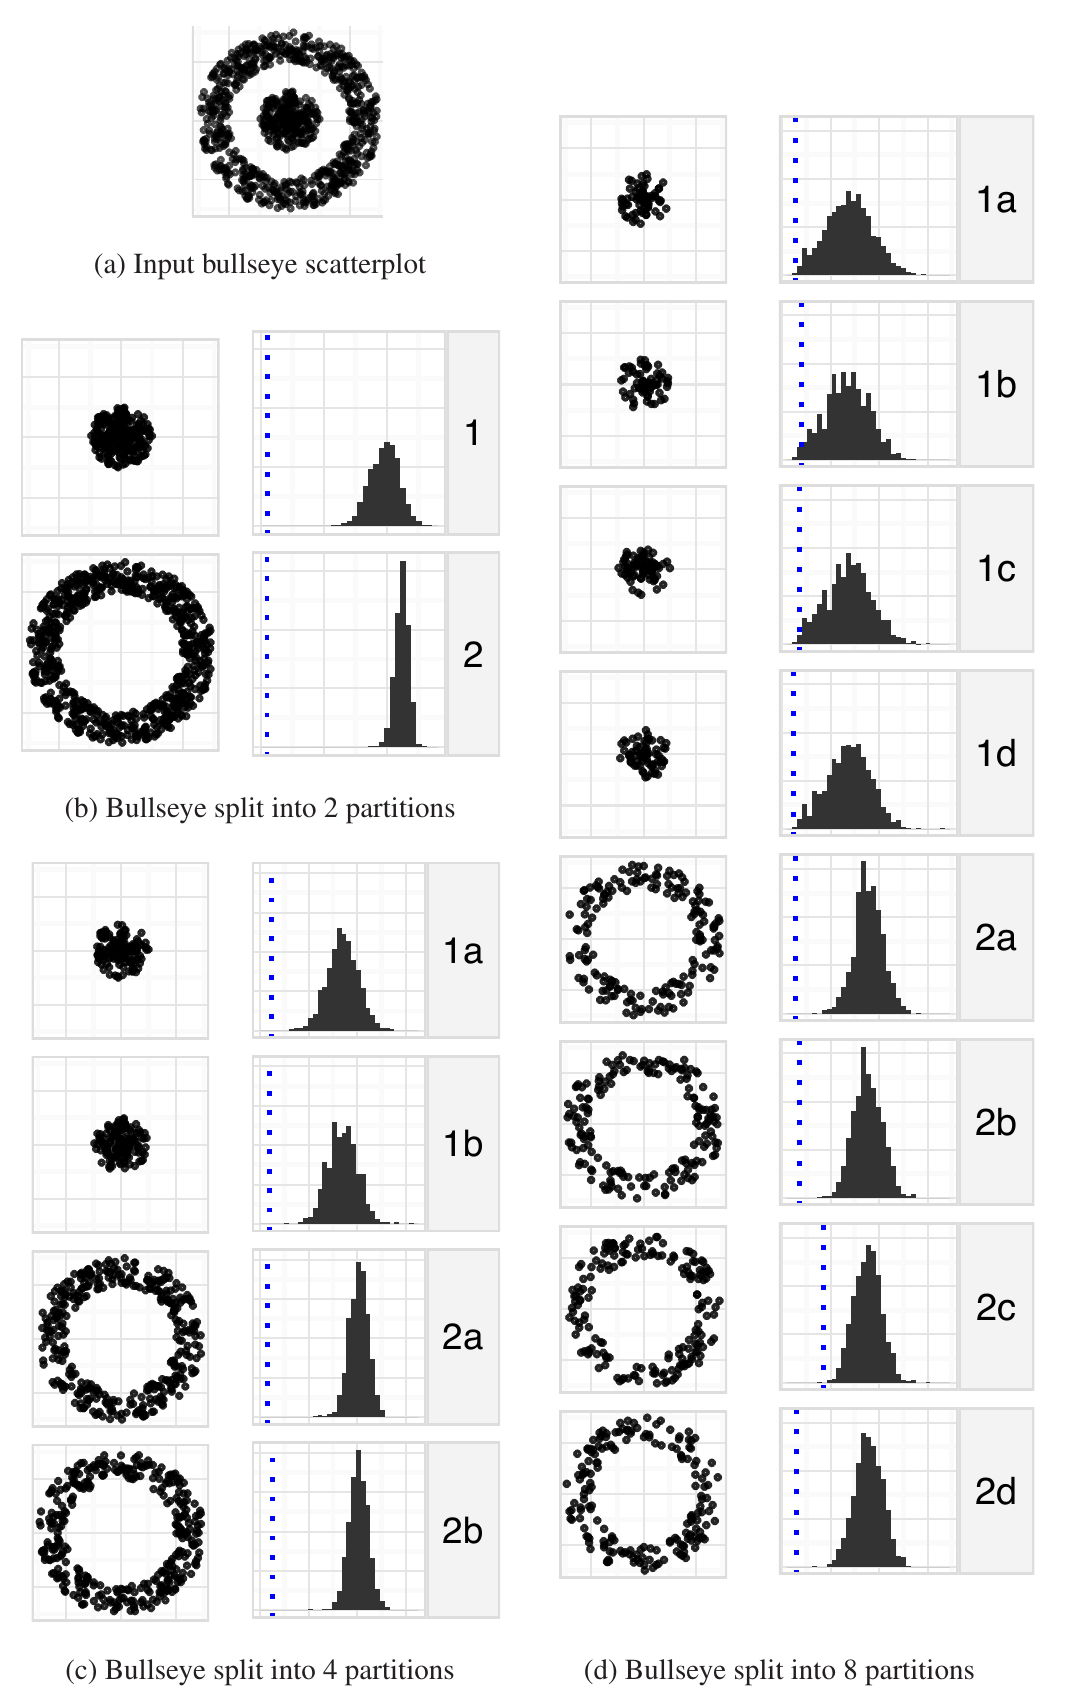 (a) Input bullseye scatterplot
1
2
(b) Bullseye split into 2 partitions
1a
1b
2a
2b
(c) Bullseye split into 4 partitions
1a
1b
1c
1d
2a
2b
2c
2d
(d) Bullseye split into 8 partitions